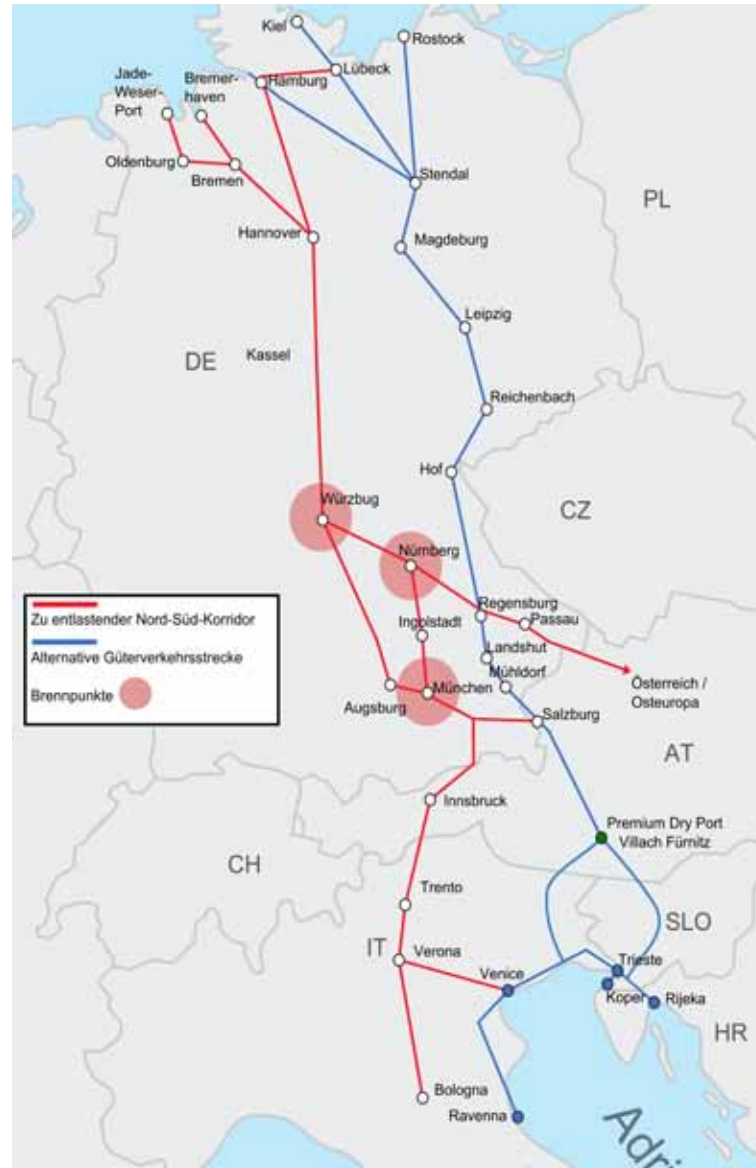 Kiel
Rostock
Jade-
Weser-
Port
Bremer-
haven
Hamburg
Lübeck
Oldenburg
Bremen
Stendal
PL
Hannover
Magdeburg
Leipzig
DE
Kassel
Reichenbach
Hof
CZ
Würzbug
Nürnberg
Regensburg
Passau
Ingolstadt
Landshut
Mühldorf
Österreich /
Osteuropa
München
Augsburg
Salzburg
Zu entlastender Nord-Süd-Korridor
Alternative Güterverkehrsstrecke
Brennpunkte
AT
Innsbruck
Premium Dry Port
Villach Fürnitz
CH
Trento
SLO
IT
Verona
Venice
Trieste
Koper
Rijeka
HR
Bologna
Ravenna
Adri